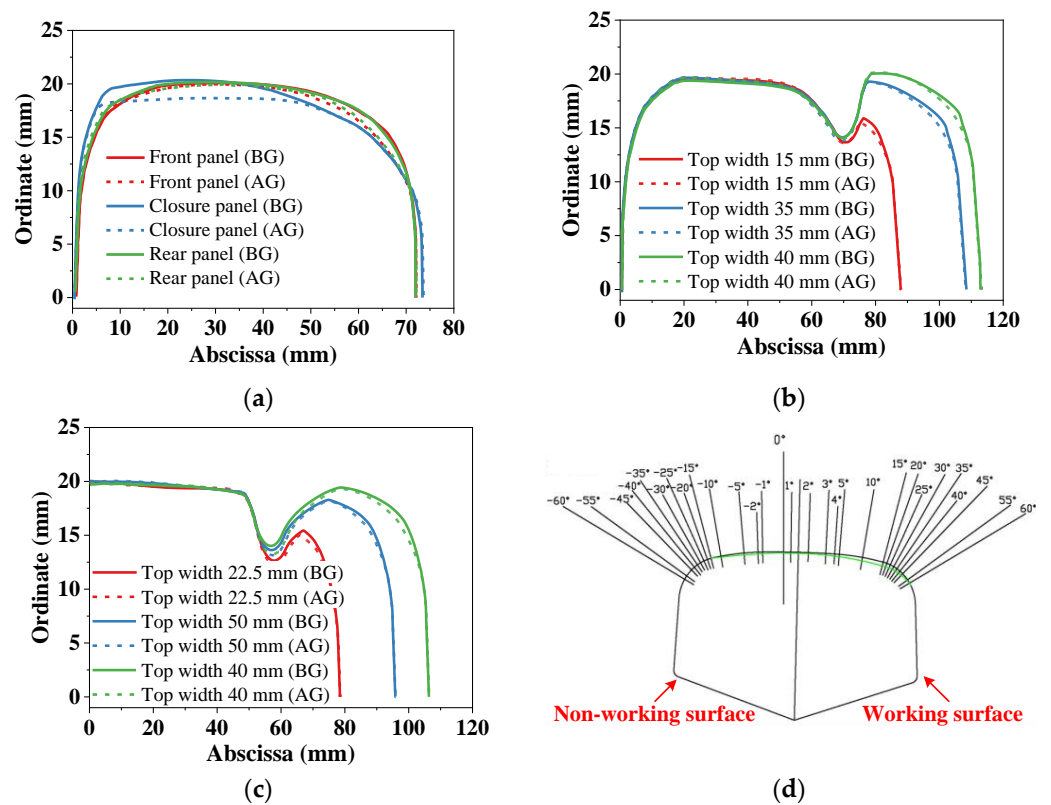 25
20
15
10
5
0
Ordinate (mm)
Front panel (BG)
Front panel (AG)
Closure panel (BG)
Closure panel (AG)
Rear panel (BG)
Rear panel (AG)
0 10 20 30 40 50 60 70 80
Abscissa (mm)
(a)
25
20
15
10
5
0
Ordinate (mm)
Top width 15 mm (BG)
Top width 15 mm (AG)
Top width 35 mm (BG)
Top width 35 mm (AG)
Top width 40 mm (BG)
Top width 40 mm (AG)
0 20 40 60 80 100 120
Abscissa (mm)
(b)
25
20
15
10
5
0
Ordinate (mm)
Top width 22.5 mm (BG)
Top width 22.5 mm (AG)
Top width 50 mm (BG)
Top width 50 mm (AG)
Top width 40 mm (BG)
Top width 40 mm (AG)
0 20 40 60 80 100 120
Abscissa (mm)
(c)
0°
-60° -55° -45° -40° -35° -30° -25° -20° -15° -10° -5° -2° -1° 1° 2° 3° 4° 5° 10° 15° 20° 25° 30° 35° 40° 45° 55° 60°
Non-working surface
Working surface
(d)